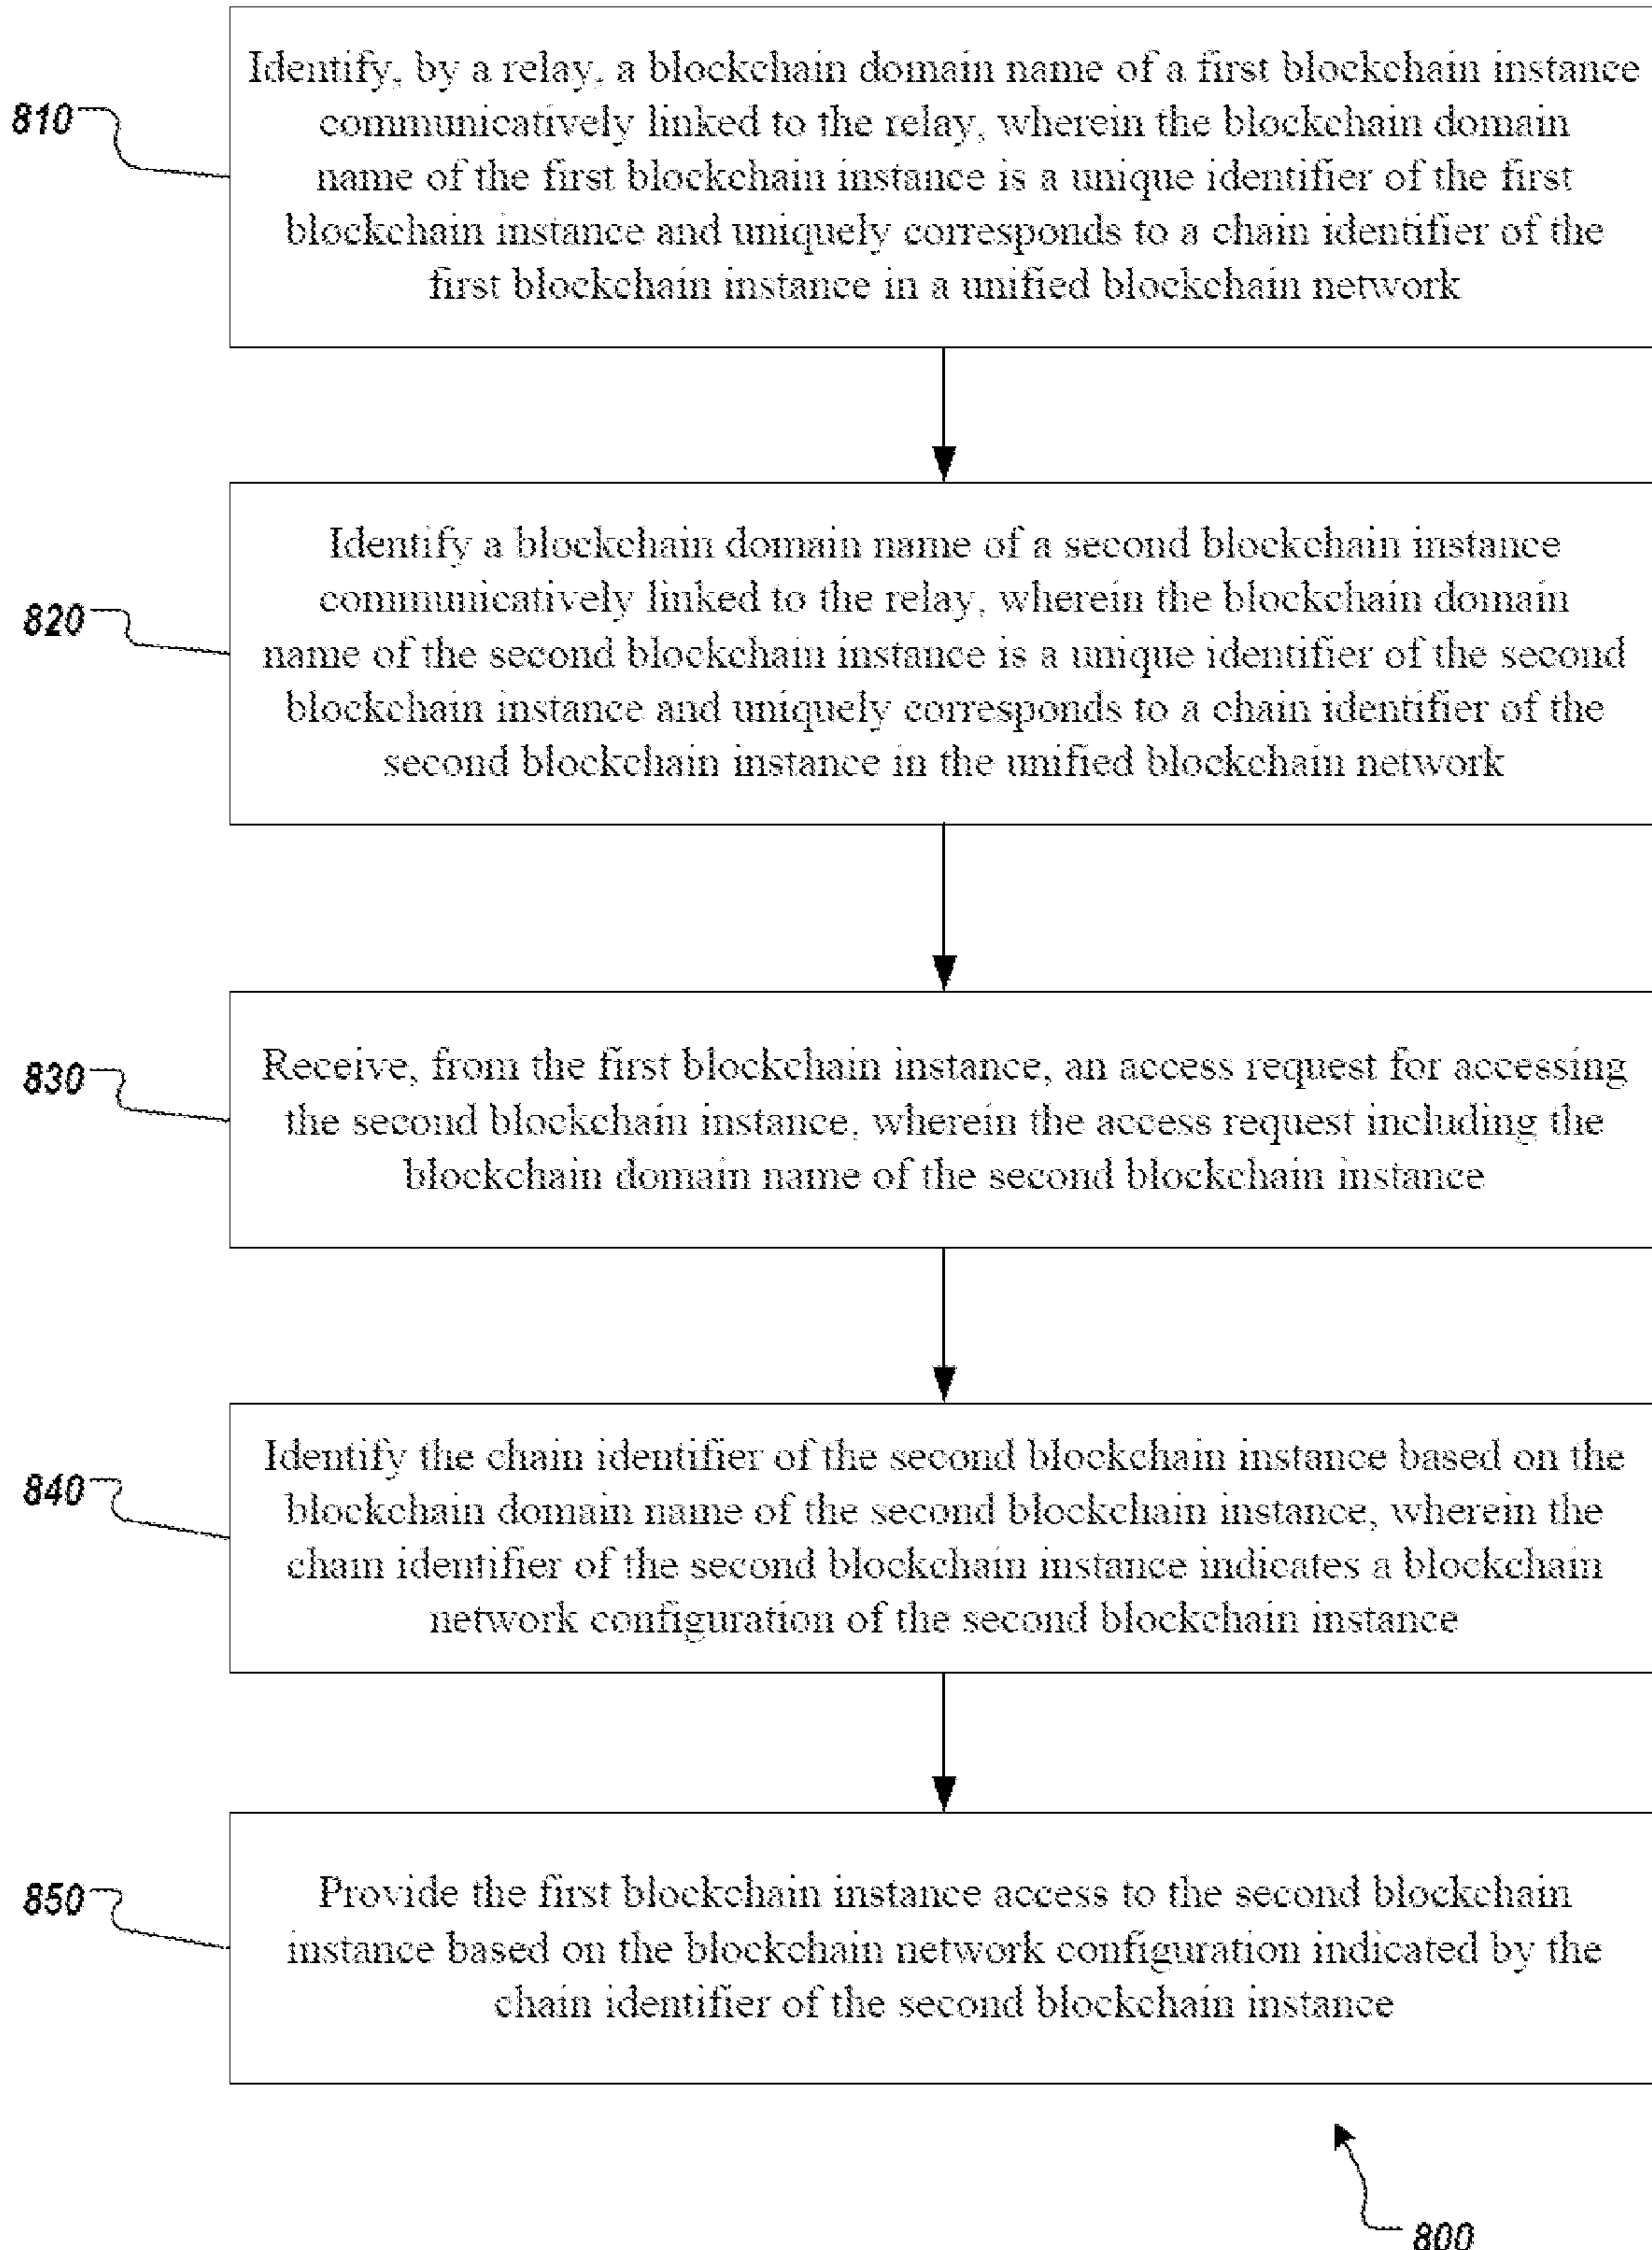 810
Identify, by a relay, a blockchain domain name of a first blockchain instance
communicatively linked to the relay, wherein the blockchain domain
name of the first blockchain instance is a unique identifier of the first
blockchain instance and uniquely corresponds to a chain identifier of the
first blockchain instance in a unified blockchain network
820
Identify a blockchain domain name of a second blockchain instance
communicatively linked to the relay, wherein the blockchain domain
name of the second blockchain instance is a unique identifier of the second
blockchain instance and uniquely corresponds to a chain identifier of the
second blockchain instance in the unified blockchain network
830
Receive, from the first blockchain instance, an access request for accessing
the second blockchain instance, wherein the access request including the
blockchain domain name of the second blockchain instance
840
Identify the chain identifier of the second blockchain instance based on the
blockchain domain name of the second blockchain instance, wherein the
chain identifier of the second blockchain instance indicates a blockchain
network configuration of the second blockchain instance
850
Provide the first blockchain instance access to the second blockchain
instance based on the blockchain network configuration indicated by the
chain identifier of the second blockchain instance
800